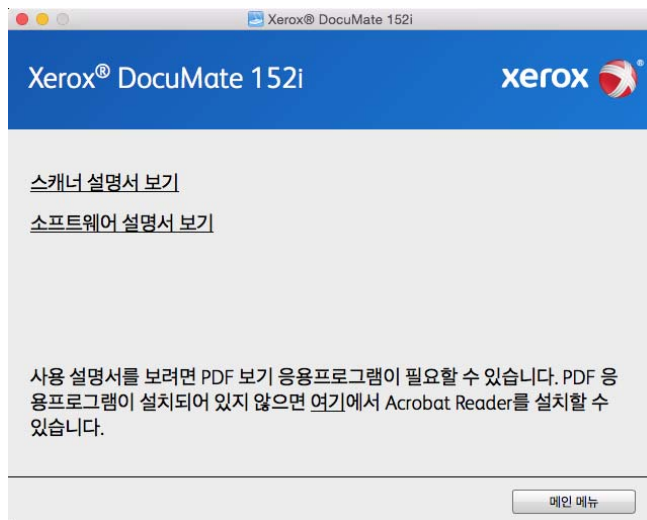 Xerox® DocuMate 152i
Xerox® DocuMate 152i
xerox®
스캐너 설명서 보기
소프트웨어 설명서 보기
사용 설명서를 보려면 PDF 보기 응용프로그램이 필요할 수 있습니다. PDF 응
용프로그램이 설치되어 있지 않으면 여기에서 Acrobat Reader를 설치할 수
있습니다.
메인 메뉴